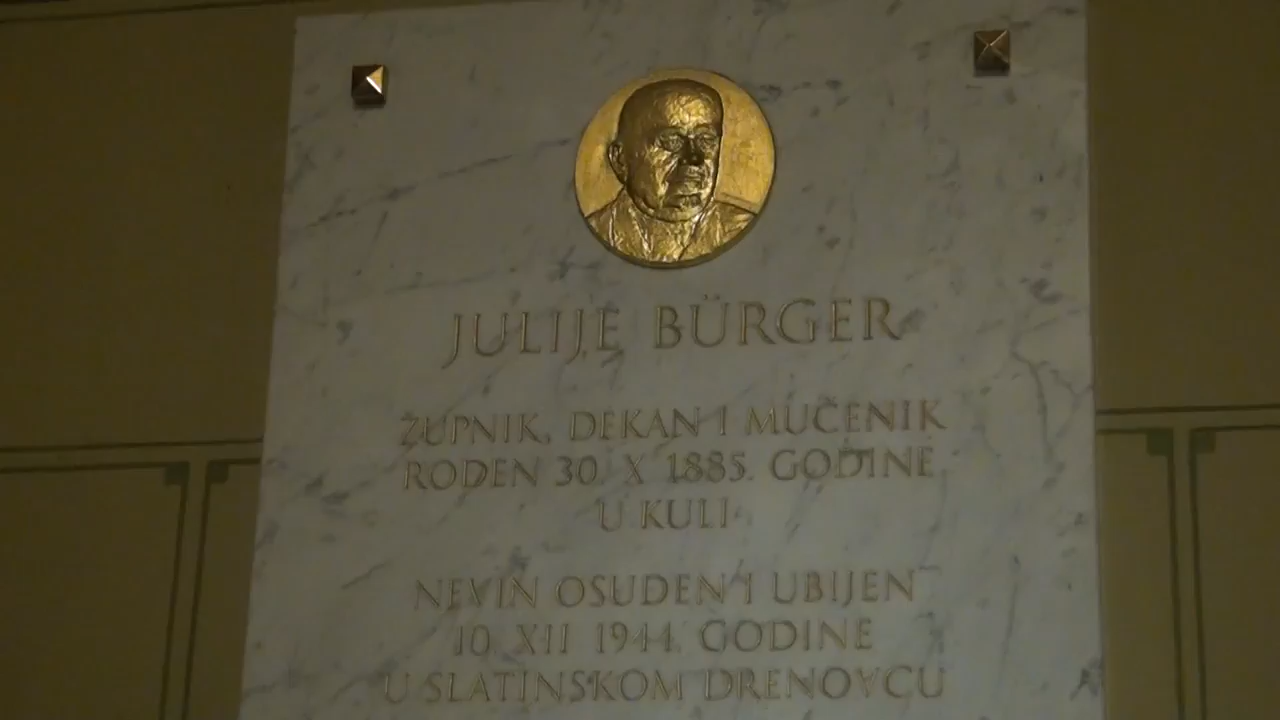 JULIJE BÜRGER
ŽUPNIK, DEKAN I MUČENIK
ROĐEN 30. X 1885. GODINE
U KULI
NEVIN OSUĐEN I UBIJEN
10. XII 1944. GODINE
U SLATINSKOM DRENOVCU